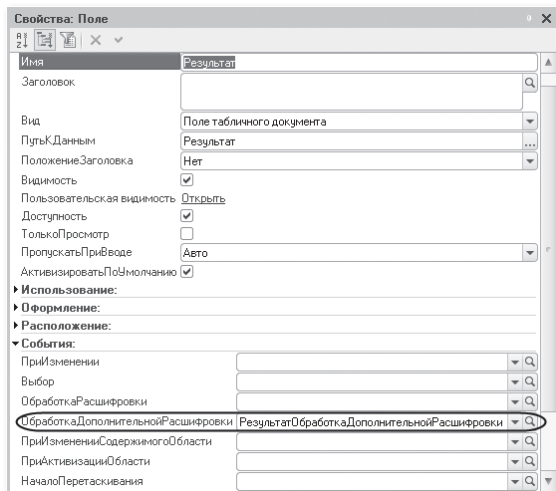 Свойства: Поле
Имя Результат
Заголовок
Вид Поле табличного документа
ПутьКДанным Результат ...
ПоложениеЗаголовка Нет
Видимость
Пользовательская видимость Открыть
Доступность
ТолькоПросмотр
ПропускатьПриВводе Авто
АктивизироватьПоУмолчанию
Использование:
Оформление:
Расположение:
События:
ПриИзменении
Выбор
ОбработкаРасшифровки
ОбработкаДополнительнойРасшифровки РезультатОбработкаДополнительнойРасшифровки
ПриИзмененииСодержимогоОбласти
ПриАктивизацииОбласти
НачалоПеретаскивания